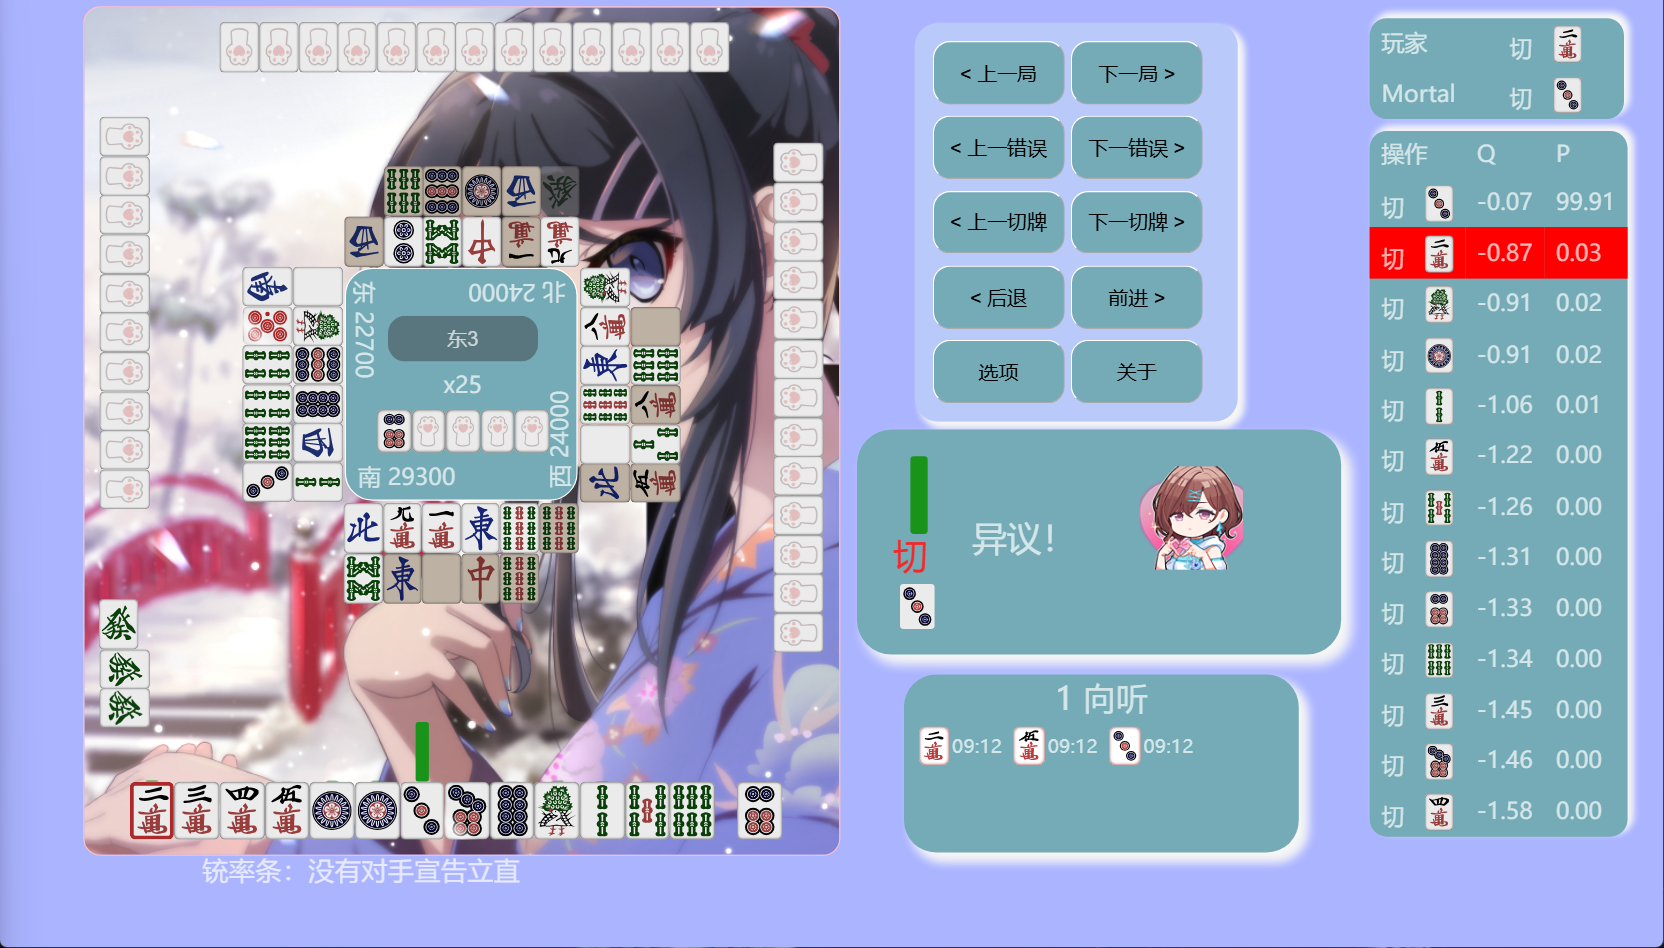 北 24000
东 22700
东3
x25
西 24000
南 29300
铳率条：没有对手宣告立直
< 上一局
下一局 >
< 上一错误
下一错误 >
< 上一切牌
下一切牌 >
< 后退
前进 >
选项
关于
切
异议！
1 向听
09:12
09:12
09:12
玩家 切
Mortal 切
操作 Q P
切 -0.07 99.91
切 -0.87 0.03
切 -0.91 0.02
切 -0.91 0.02
切 -1.06 0.01
切 -1.22 0.00
切 -1.26 0.00
切 -1.31 0.00
切 -1.33 0.00
切 -1.34 0.00
切 -1.45 0.00
切 -1.46 0.00
切 -1.58 0.00